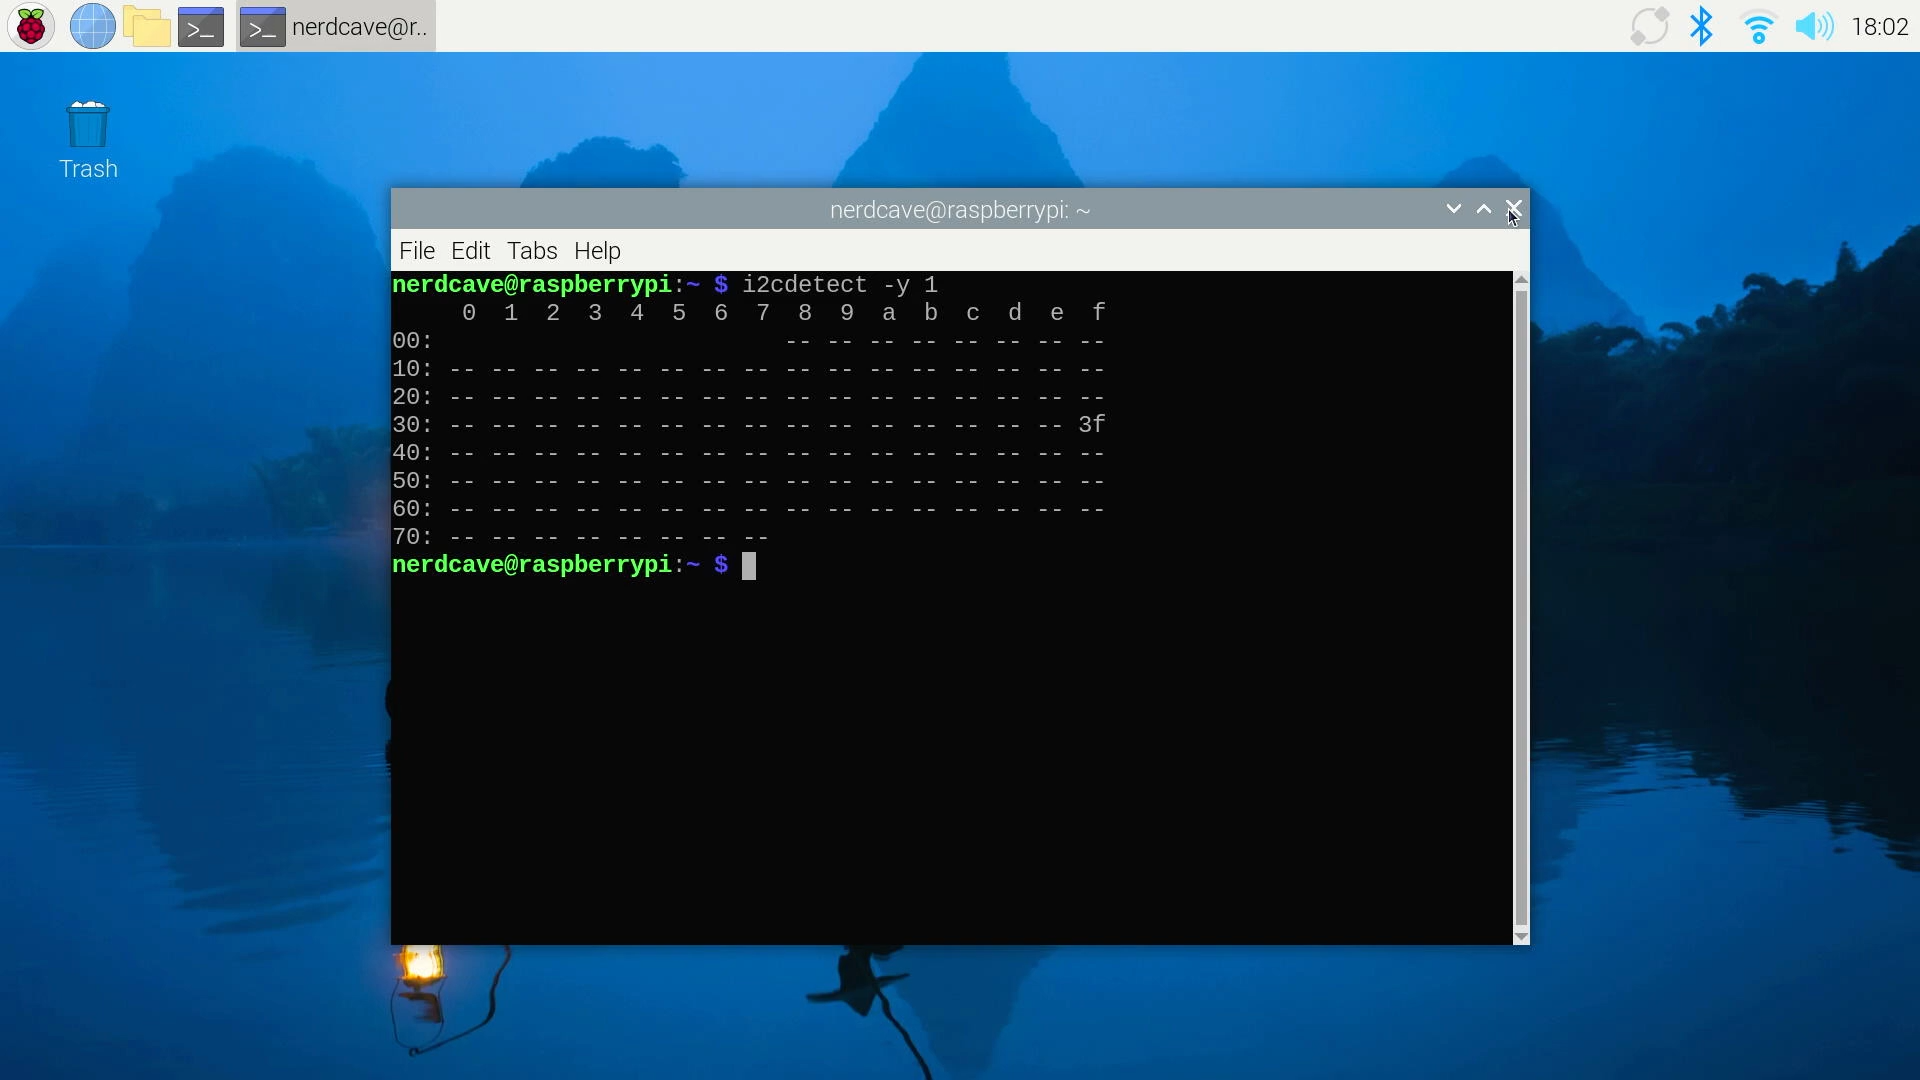 nerdcave@r.. 18:02
Trash
nerdcave@raspberrypi: ~
File Edit Tabs Help
nerdcave@raspberrypi:~ $ i2cdetect -y 1
     0  1  2  3  4  5  6  7  8  9  a  b  c  d  e  f
00:                         -- -- -- -- -- -- -- --
10: -- -- -- -- -- -- -- -- -- -- -- -- -- -- -- --
20: -- -- -- -- -- -- -- -- -- -- -- -- -- -- -- --
30: -- -- -- -- -- -- -- -- -- -- -- -- -- -- -- 3f
40: -- -- -- -- -- -- -- -- -- -- -- -- -- -- -- --
50: -- -- -- -- -- -- -- -- -- -- -- -- -- -- -- --
60: -- -- -- -- -- -- -- -- -- -- -- -- -- -- -- --
70: -- -- -- -- -- -- -- --
nerdcave@raspberrypi:~ $